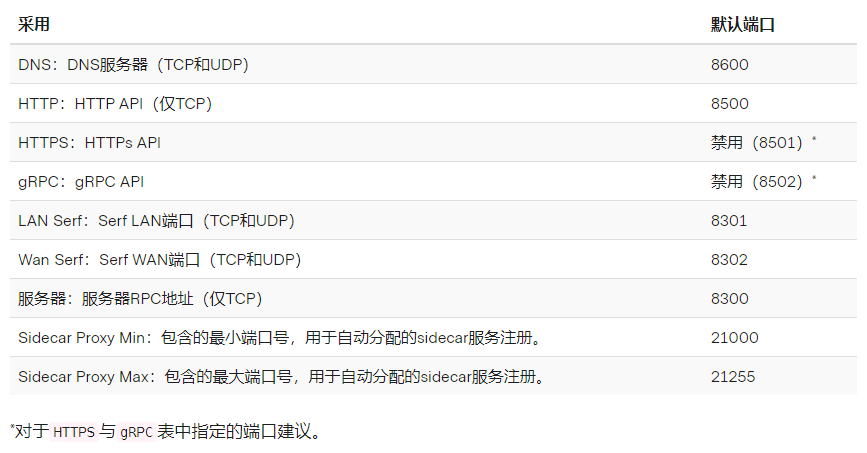 采用 默认端口
DNS：DNS服务器（TCP和UDP） 8600
HTTP：HTTP API（仅TCP） 8500
HTTPS：HTTPs API 禁用（8501）*
gRPC：gRPC API 禁用（8502）*
LAN Serf：Serf LAN端口（TCP和UDP） 8301
Wan Serf：Serf WAN端口（TCP和UDP） 8302
服务器：服务器RPC地址（仅TCP） 8300
Sidecar Proxy Min：包含的最小端口号，用于自动分配的sidecar服务注册。 21000
Sidecar Proxy Max：包含的最大端口号，用于自动分配的sidecar服务注册。 21255
*对于 HTTPS 与 gRPC 表中指定的端口建议。